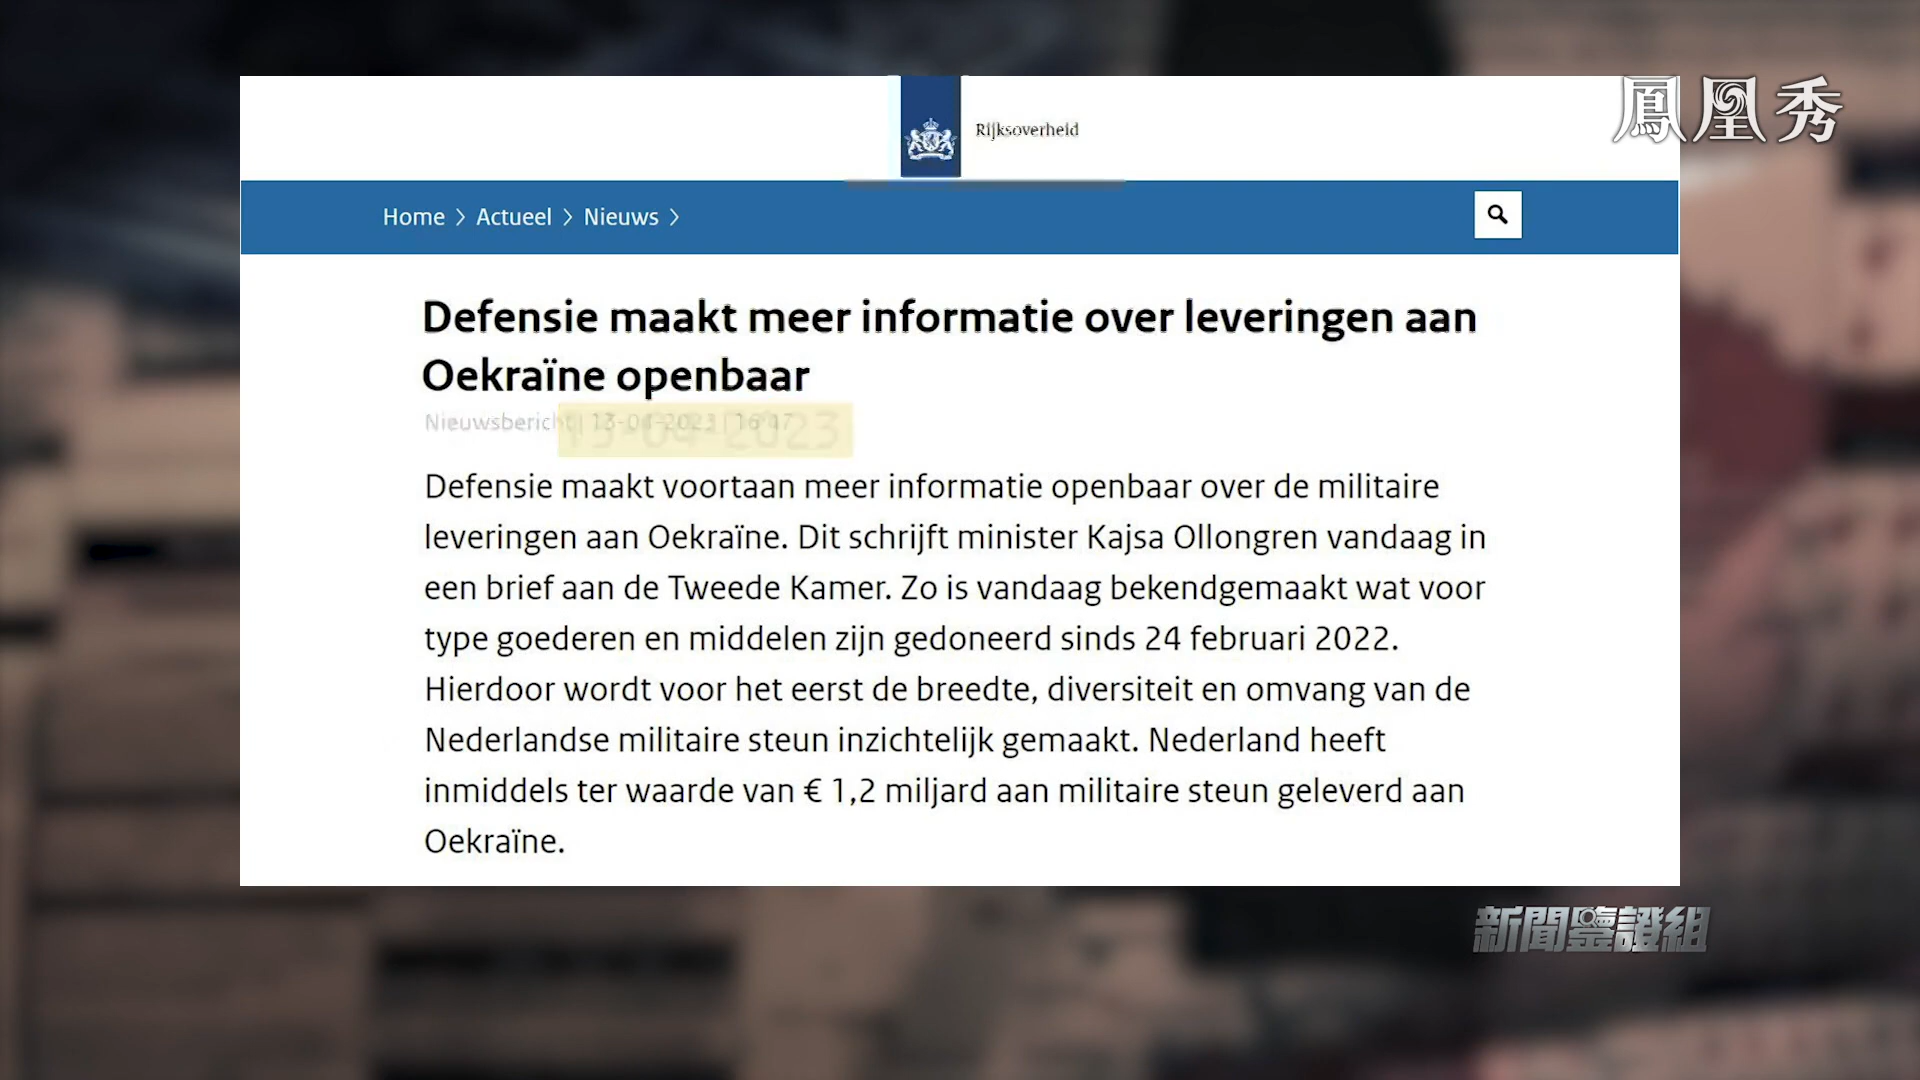 鳳凰秀
Rijksoverheid
Home > Actueel > Nieuws >
Defensie maakt meer informatie over leveringen aan
Oekraïne openbaar
Nieuwsbericht | 13-04-2023 | 16:47
13-04-2023
Defensie maakt voortaan meer informatie openbaar over de militaire
leveringen aan Oekraïne. Dit schrijft minister Kajsa Ollongren vandaag in
een brief aan de Tweede Kamer. Zo is vandaag bekendgemaakt wat voor
type goederen en middelen zijn gedoneerd sinds 24 februari 2022.
Hierdoor wordt voor het eerst de breedte, diversiteit en omvang van de
Nederlandse militaire steun inzichtelijk gemaakt. Nederland heeft
inmiddels ter waarde van € 1,2 miljard aan militaire steun geleverd aan
Oekraïne.
新聞鑒證組